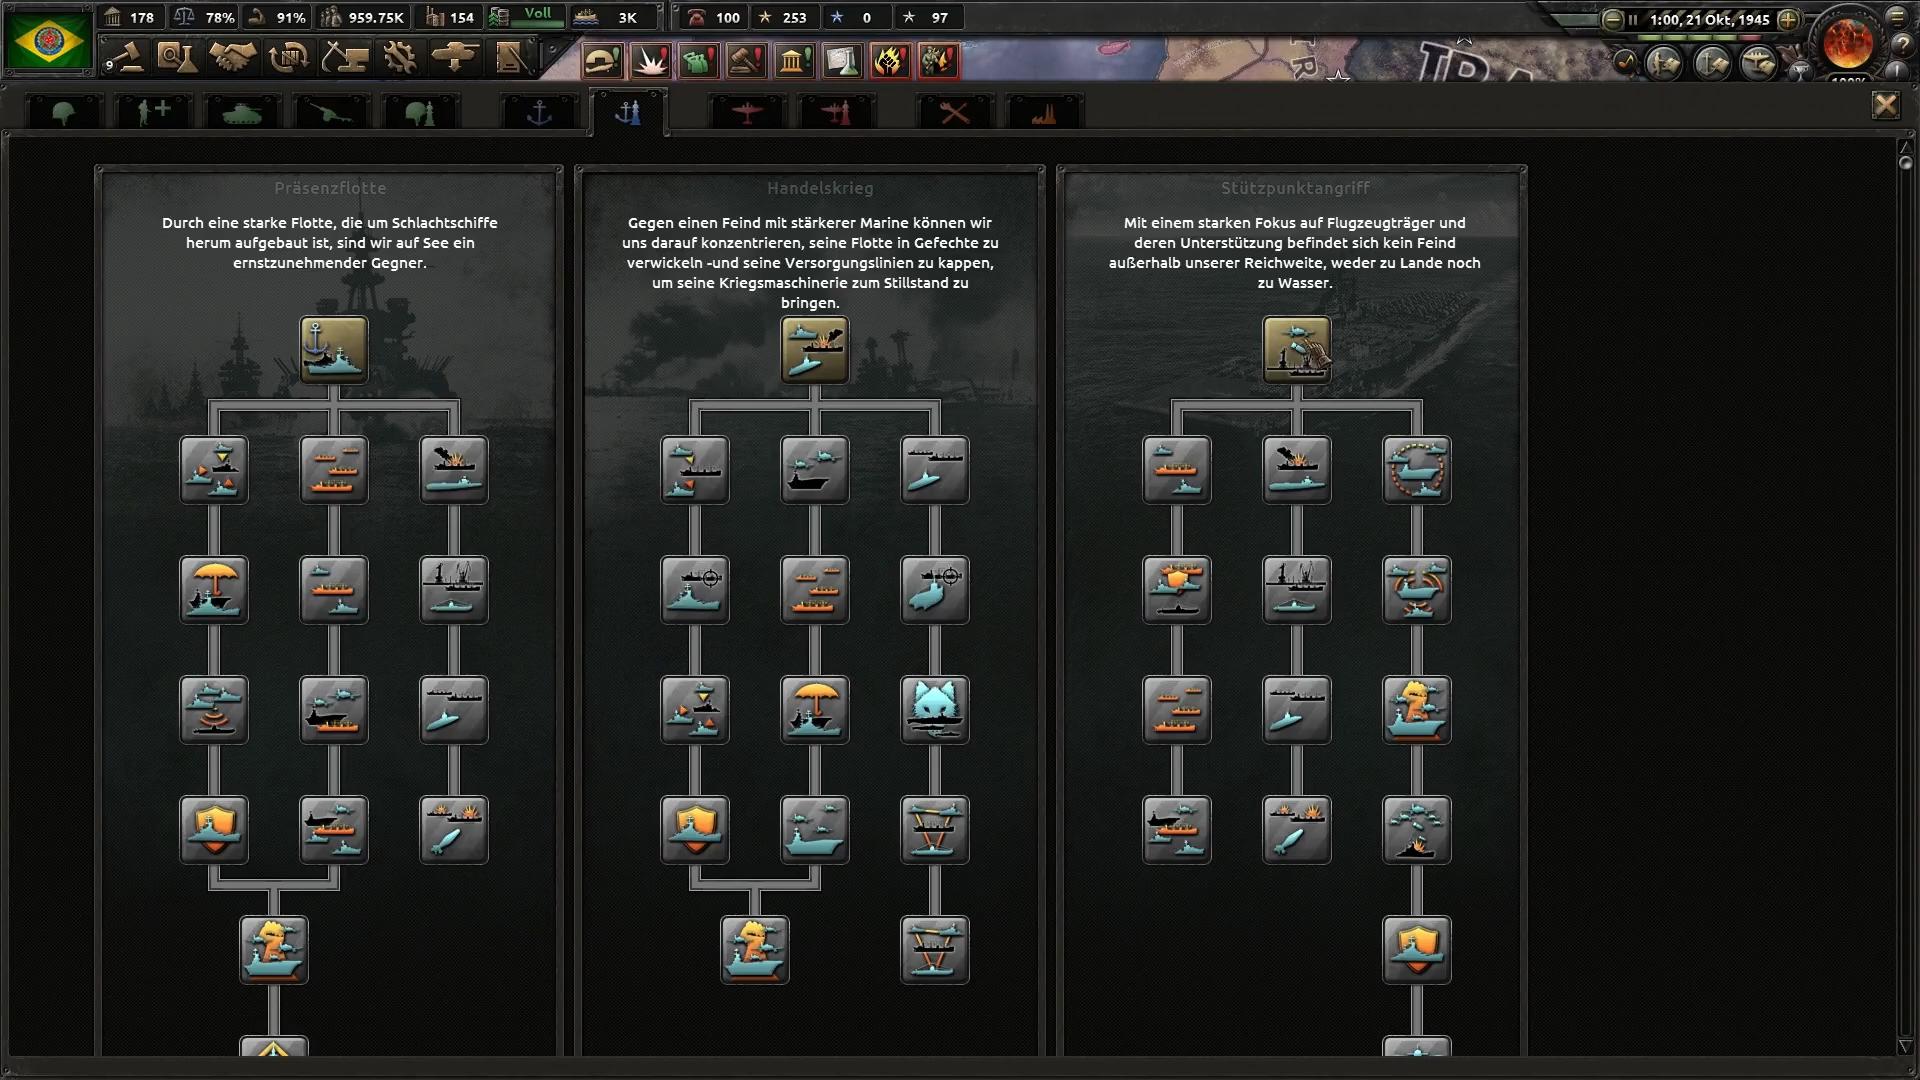 178 78% 91% 959.75K 154 Voll 3K 100 253 0 97 1:00, 21 Okt, 1945
9
100%
Präsenzflotte
Durch eine starke Flotte, die um Schlachtschiffe
herum aufgebaut ist, sind wir auf See ein
ernstzunehmender Gegner.
Handelskrieg
Gegen einen Feind mit stärkerer Marine können wir
uns darauf konzentrieren, seine Flotte in Gefechte zu
verwickeln -und seine Versorgungslinien zu kappen,
um seine Kriegsmaschinerie zum Stillstand zu
bringen.
Stützpunktangriff
Mit einem starken Fokus auf Flugzeugträger und
deren Unterstützung befindet sich kein Feind
außerhalb unserer Reichweite, weder zu Lande noch
zu Wasser.